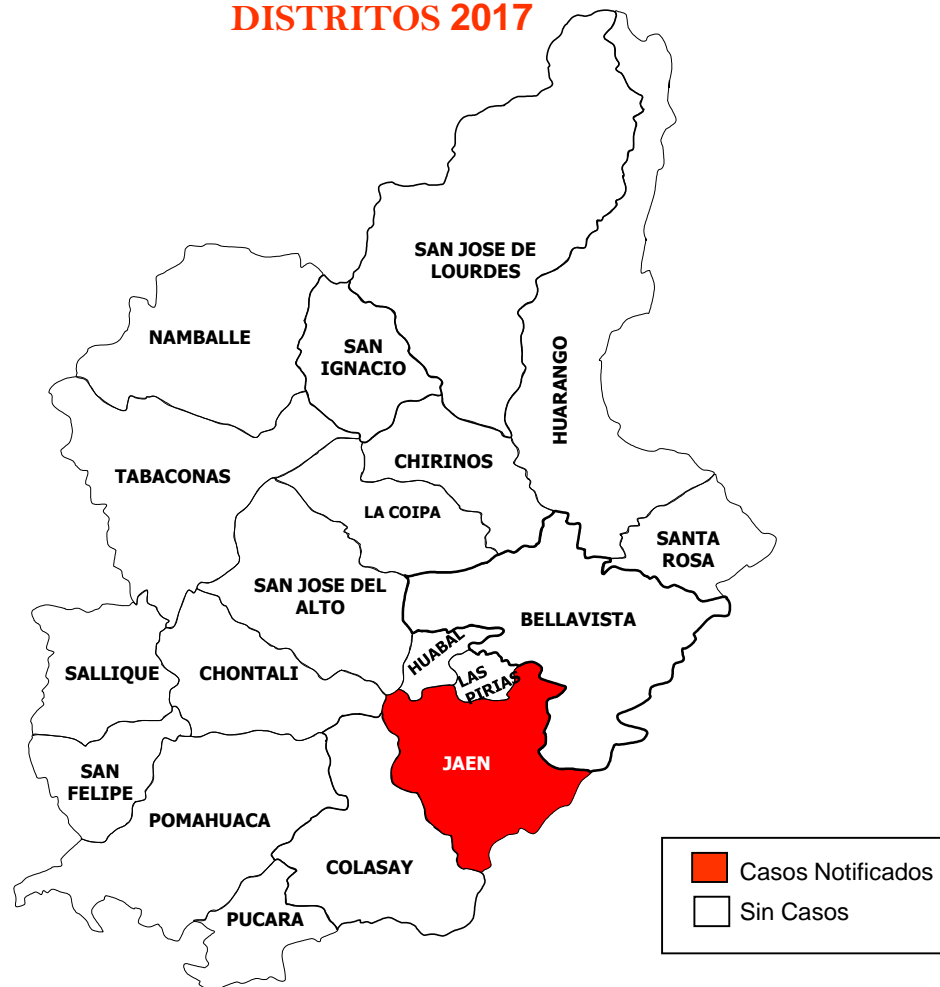 DISTRITOS 2017
SAN JOSE DE
LOURDES
NAMBALLE
SAN
IGNACIO
HUARANGO
CHIRINOS
TABACONAS
LA COIPA
SANTA
ROSA
SAN JOSE DEL
ALTO
BELLAVISTA
HUABAL
SALLIQUE
CHONTALI
LAS
PIRIAS
JAEN
SAN
FELIPE
POMAHUACA
COLASAY
PUCARA
Casos Notificados
Sin Casos